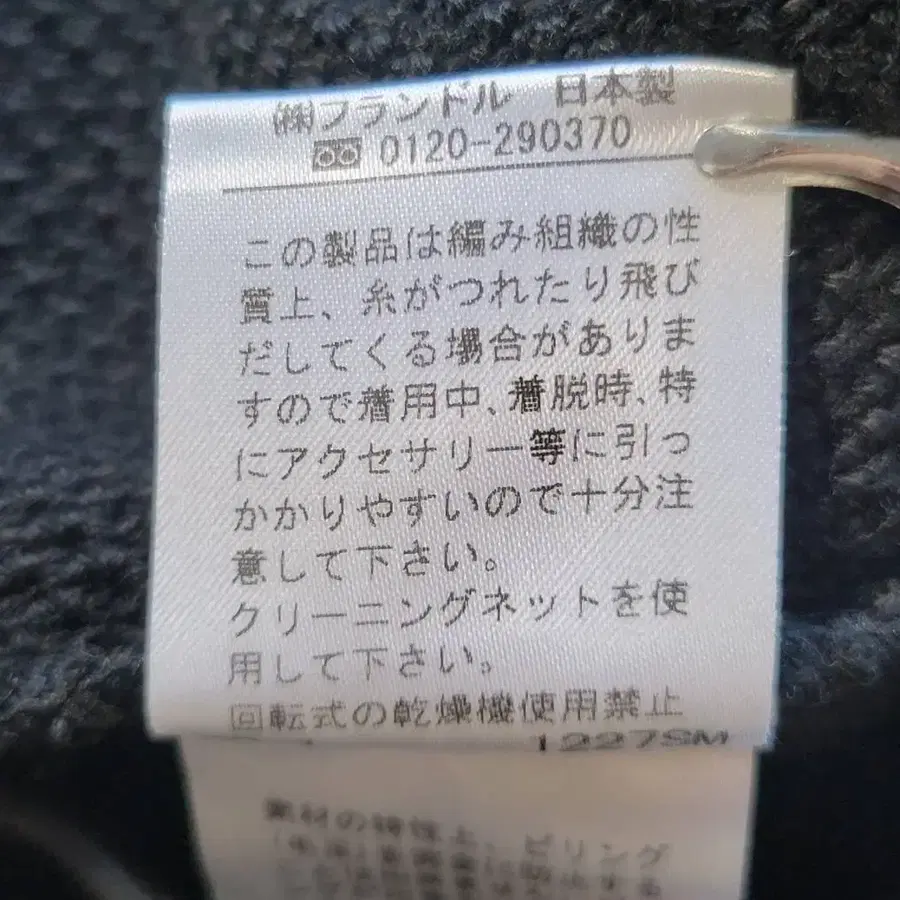 ㈱フランドル 日本製
0120-290370
この製品は編み組織の性
質上、糸がつれたり飛び
だしてくる場合がありま
すので着用中、着脱時、特
にアクセサリー等に引っ
かかりやすいので十分注
意して下さい。
クリーニングネットを使
用して下さい。
回転式の乾燥機使用禁止
1227SM
素材の特性上、ピリング